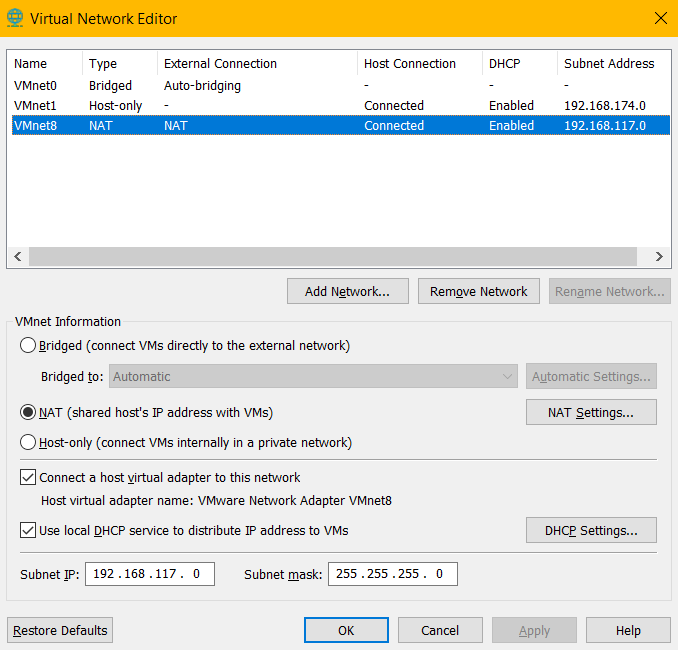 Virtual Network Editor
Name Type External Connection Host Connection DHCP Subnet Address
VMnet0 Bridged Auto-bridging - - -
VMnet1 Host-only - Connected Enabled 192.168.174.0
VMnet8 NAT NAT Connected Enabled 192.168.117.0
Add Network... Remove Network Rename Network...
VMnet Information
Bridged (connect VMs directly to the external network)
Bridged to: Automatic Automatic Settings...
NAT (shared host's IP address with VMs) NAT Settings...
Host-only (connect VMs internally in a private network)
Connect a host virtual adapter to this network
Host virtual adapter name: VMware Network Adapter VMnet8
Use local DHCP service to distribute IP address to VMs DHCP Settings...
Subnet IP: 192 . 168 . 117 . 0 Subnet mask: 255 . 255 . 255 . 0
Restore Defaults OK Cancel Apply Help